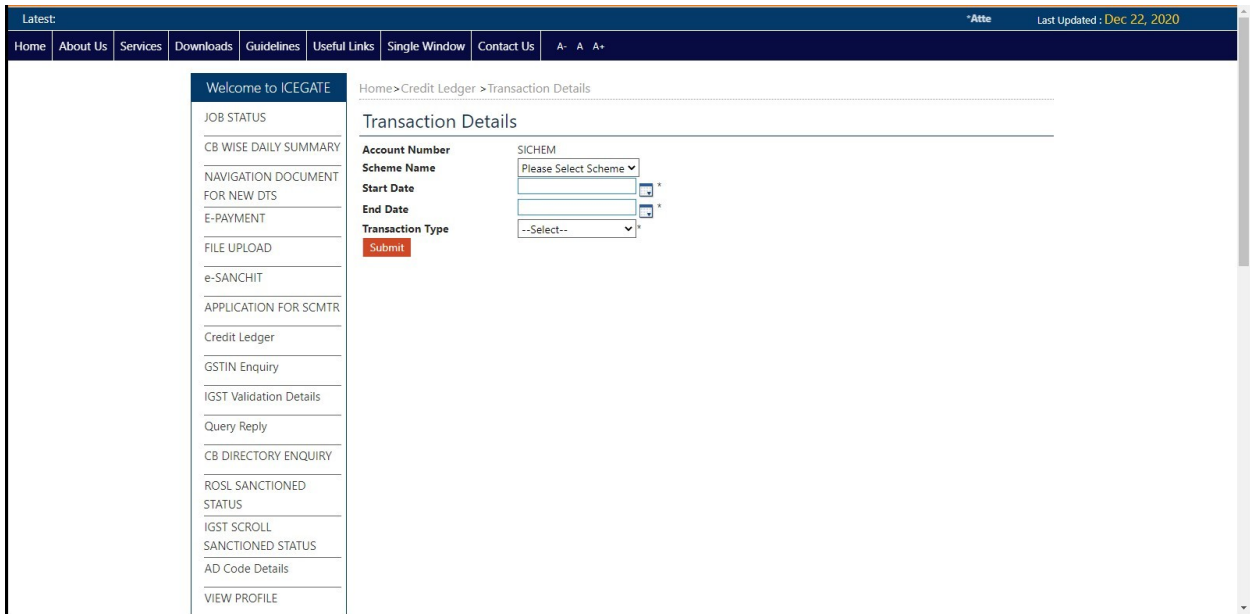 Latest:
*Atte
Last Updated : Dec 22, 2020
Home About Us Services Downloads Guidelines Useful Links Single Window Contact Us A- A A+
Welcome to ICEGATE
JOB STATUS
CB WISE DAILY SUMMARY
NAVIGATION DOCUMENT
FOR NEW DTS
E-PAYMENT
FILE UPLOAD
e-SANCHIT
APPLICATION FOR SCMTR
Credit Ledger
GSTIN Enquiry
IGST Validation Details
Query Reply
CB DIRECTORY ENQUIRY
ROSL SANCTIONED
STATUS
IGST SCROLL
SANCTIONED STATUS
AD Code Details
VIEW PROFILE
Home>Credit Ledger >Transaction Details
Transaction Details
Account Number SICHEM
Scheme Name Please Select Scheme
Start Date *
End Date *
Transaction Type --Select-- *
Submit